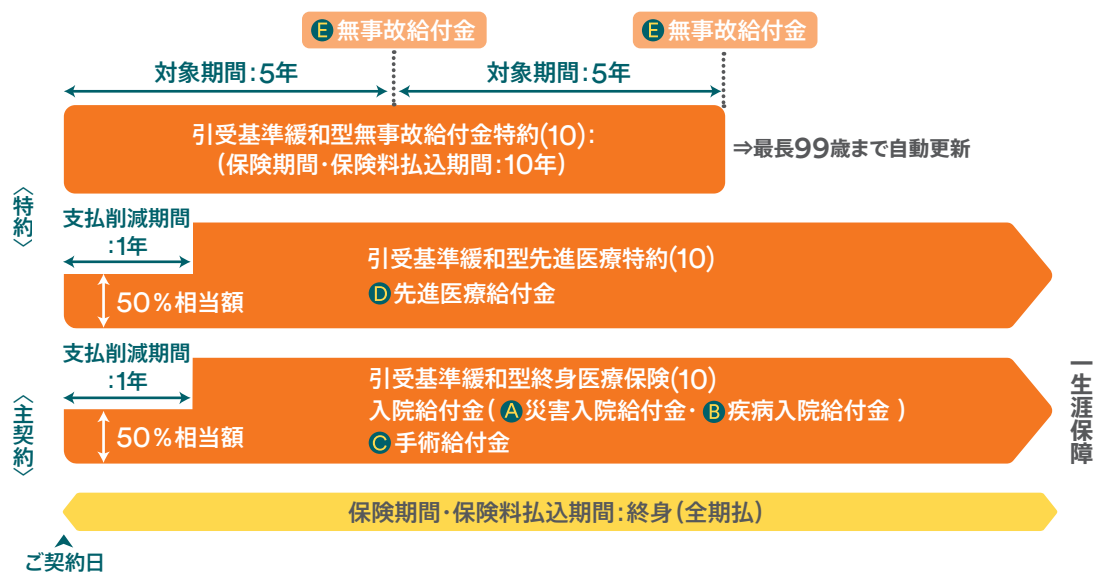 E 無事故給付金
E 無事故給付金
対象期間:5年
対象期間:5年
引受基準緩和型無事故給付金特約(10):
(保険期間・保険料払込期間:10年)
⇒最長99歳まで自動更新
〈特約〉
支払削減期間
:1年
50%相当額
引受基準緩和型先進医療特約(10)
D 先進医療給付金
〈主契約〉
支払削減期間
:1年
50%相当額
引受基準緩和型終身医療保険(10)
入院給付金( A 災害入院給付金・ B 疾病入院給付金 )
C 手術給付金
一生涯保障
保険期間・保険料払込期間:終身(全期払)
ご契約日